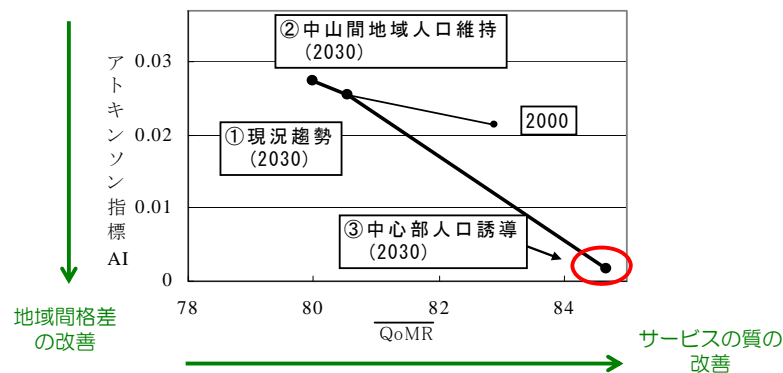 ②中山間地域人口維持
(2030)
0.03
0.02
0.01
0
アトキンソン指標
AI
2000
①現況趨勢
(2030)
③中心部人口誘導
(2030)
78
80
82
84
QoMR
地域間格差
の改善
サービスの質の
改善